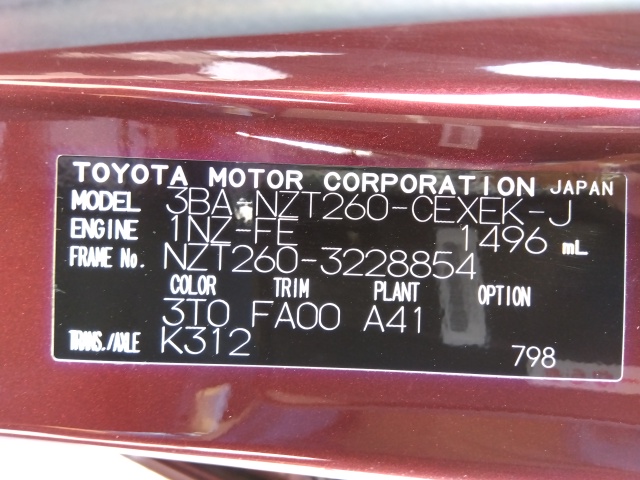 TOYOTA MOTOR CORPORATION JAPAN
MODEL 3BA-NZT260-CEXEK-J
ENGINE 1NZ-FE 1496 mL
FRAME No. NZT260-3228854
COLOR TRIM PLANT OPTION
3T0 FA00 A41
TRANS./AXLE K312
798